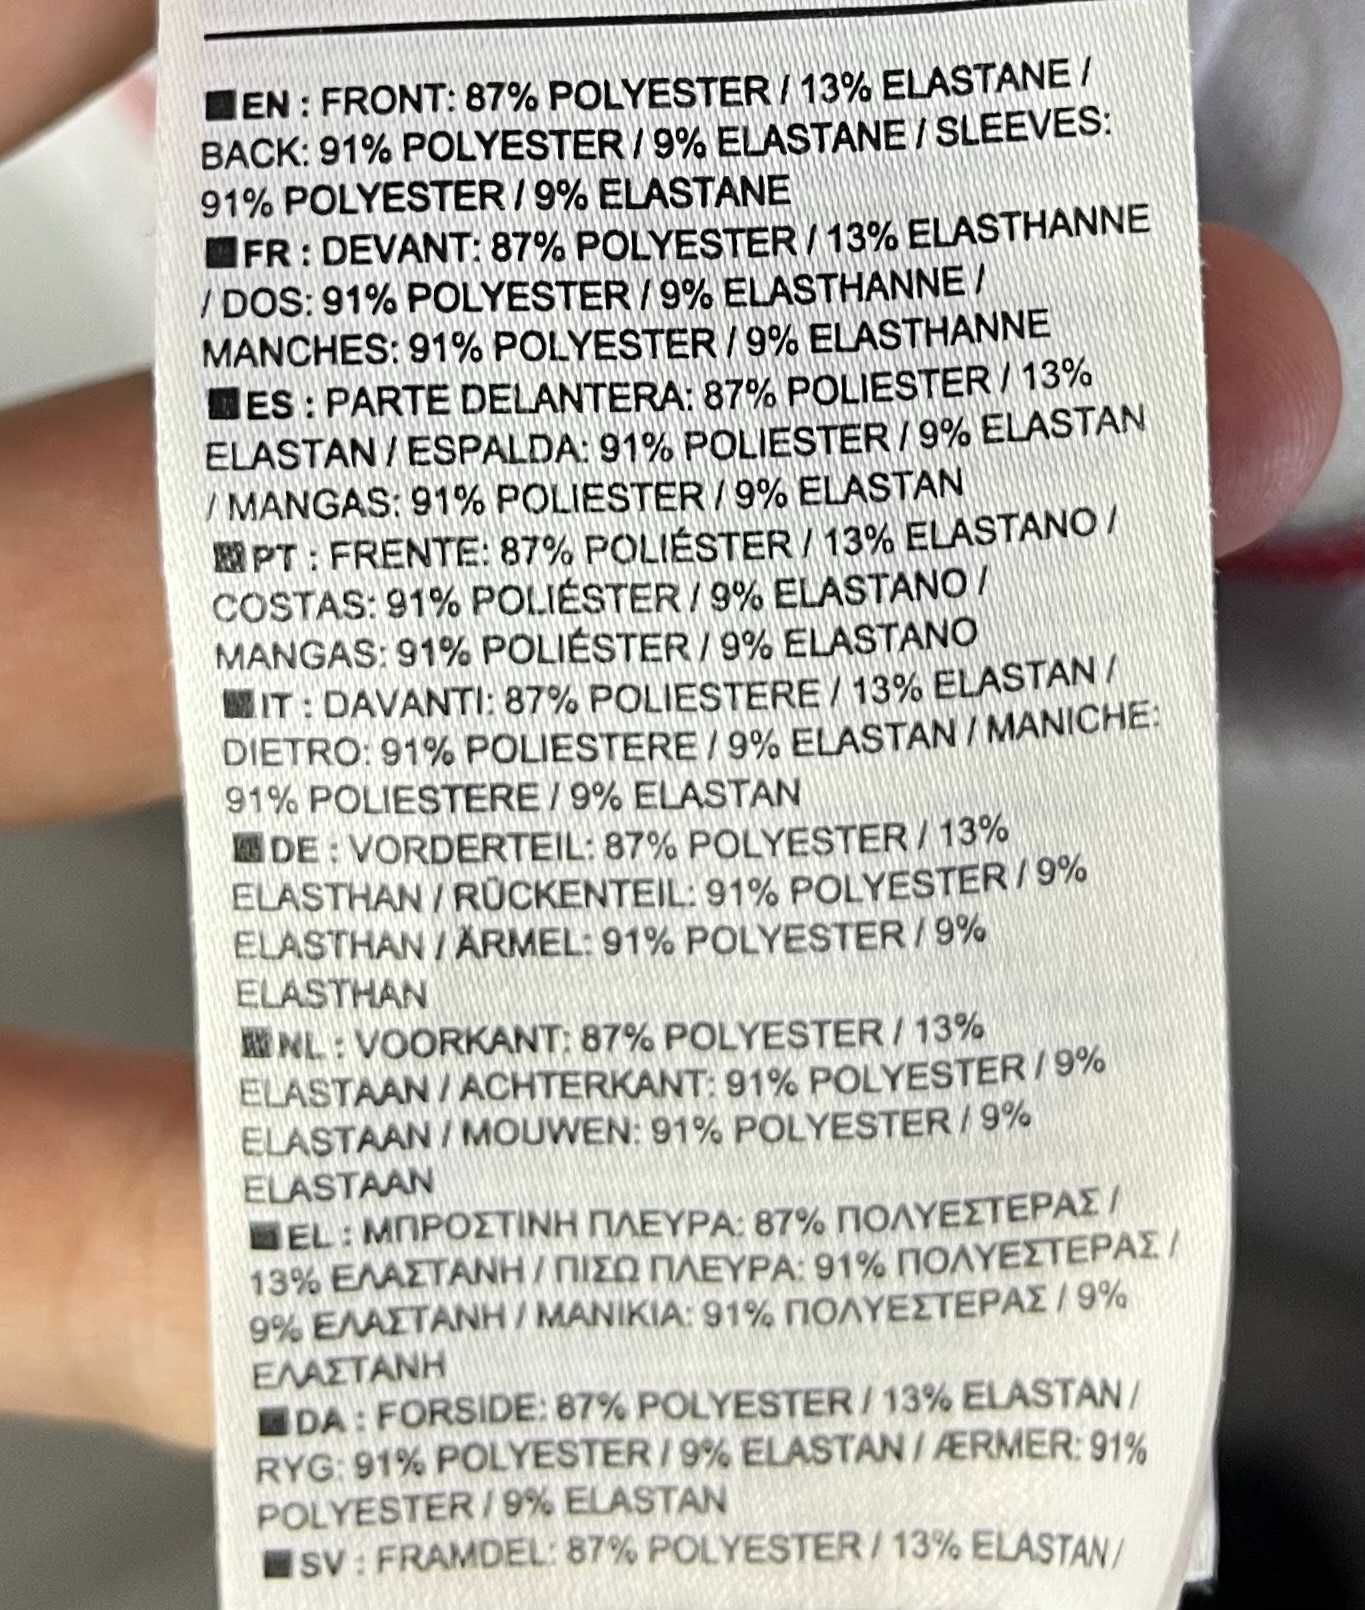 EN : FRONT: 87% POLYESTER / 13% ELASTANE /
BACK: 91% POLYESTER / 9% ELASTANE / SLEEVES:
91% POLYESTER / 9% ELASTANE
FR : DEVANT: 87% POLYESTER / 13% ELASTHANNE
/ DOS: 91% POLYESTER / 9% ELASTHANNE /
MANCHES: 91% POLYESTER / 9% ELASTHANNE
ES : PARTE DELANTERA: 87% POLIESTER / 13%
ELASTAN / ESPALDA: 91% POLIESTER / 9% ELASTAN
/ MANGAS: 91% POLIESTER / 9% ELASTAN
PT : FRENTE: 87% POLIÉSTER / 13% ELASTANO /
COSTAS: 91% POLIÉSTER / 9% ELASTANO /
MANGAS: 91% POLIÉSTER / 9% ELASTANO
IT : DAVANTI: 87% POLIESTERE / 13% ELASTAN /
DIETRO: 91% POLIESTERE / 9% ELASTAN / MANICHE:
91% POLIESTERE / 9% ELASTAN
DE : VORDERTEIL: 87% POLYESTER / 13%
ELASTHAN / RÜCKENTEIL: 91% POLYESTER / 9%
ELASTHAN / ÄRMEL: 91% POLYESTER / 9%
ELASTHAN
NL : VOORKANT: 87% POLYESTER / 13%
ELASTAAN / ACHTERKANT: 91% POLYESTER / 9%
ELASTAAN / MOUWEN: 91% POLYESTER / 9%
ELASTAAN
EL : ΜΠΡΟΣΤΙΝΗ ΠΛΕΥΡΑ: 87% ΠΟΛΥΕΣΤΕΡΑΣ /
13% ΕΛΑΣΤΑΝΗ / ΠΙΣΩ ΠΛΕΥΡΑ: 91% ΠΟΛΥΕΣΤΕΡΑΣ /
9% ΕΛΑΣΤΑΝΗ / ΜΑΝΙΚΙΑ: 91% ΠΟΛΥΕΣΤΕΡΑΣ / 9%
ΕΛΑΣΤΑΝΗ
DA : FORSIDE: 87% POLYESTER / 13% ELASTAN /
RYG: 91% POLYESTER / 9% ELASTAN / ÆRMER: 91%
POLYESTER / 9% ELASTAN
SV : FRAMDEL: 87% POLYESTER / 13% ELASTAN /